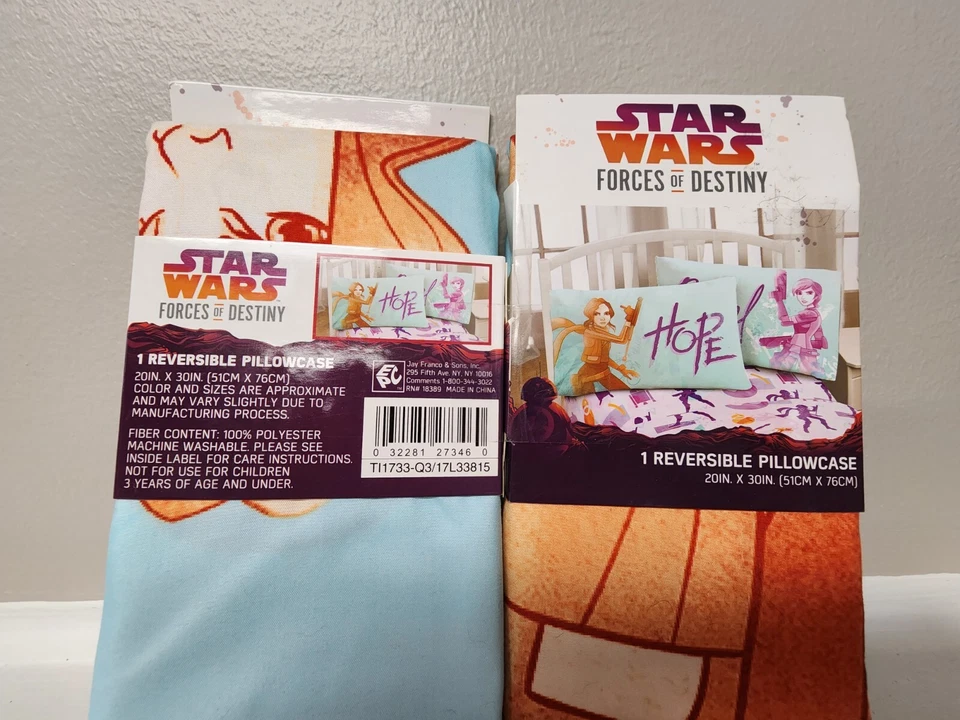 STAR
WARS
FORCES OF DESTINY
HOPE
1 REVERSIBLE PILLOWCASE
20IN. X 30IN. (51CM X 76CM)
COLOR AND SIZES ARE APPROXIMATE
AND MAY VARY SLIGHTLY DUE TO
MANUFACTURING PROCESS.
FIBER CONTENT: 100% POLYESTER
MACHINE WASHABLE. PLEASE SEE
INSIDE LABEL FOR CARE INSTRUCTIONS.
NOT FOR USE FOR CHILDREN
3 YEARS OF AGE AND UNDER.
Jay Franco & Sons, Inc.
295 Fifth Ave. NY, NY 10016
Comments 1-800-344-3022
RN# 18389 MADE IN CHINA
0 32281 27346 0
TI1733-Q3/17L33815
STAR
WARS™
FORCES OF DESTINY
HOPE
1 REVERSIBLE PILLOWCASE
20IN. X 30IN. (51CM X 76CM)